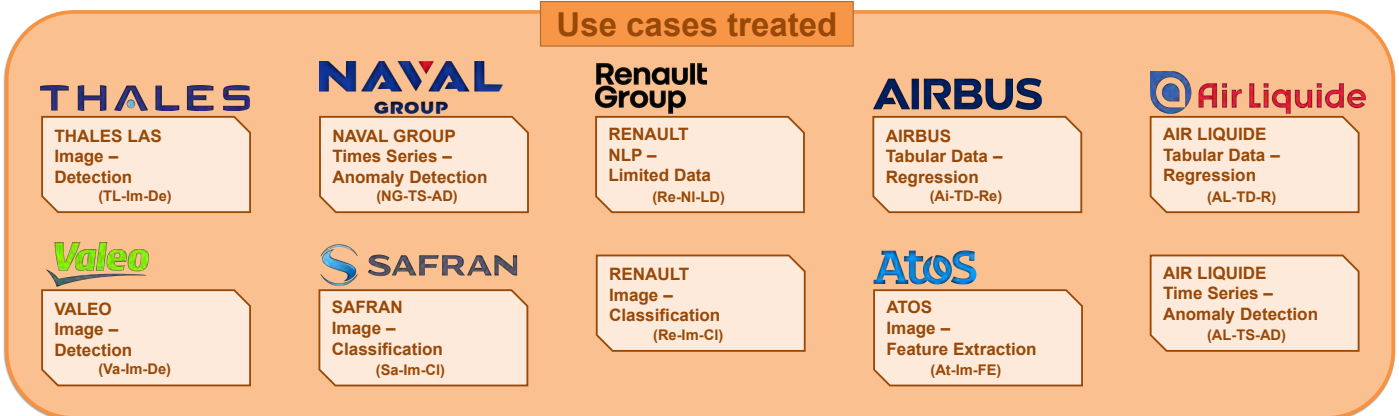 Use cases treated
THALES
THALES LAS
Image –
Detection
(TL-Im-De)
NAVAL
GROUP
NAVAL GROUP
Times Series –
Anomaly Detection
(NG-TS-AD)
Renault
Group
RENAULT
NLP –
Limited Data
(Re-Nl-LD)
AIRBUS
AIRBUS
Tabular Data –
Regression
(Ai-TD-Re)
Air Liquide
AIR LIQUIDE
Tabular Data –
Regression
(AL-TD-R)
Valeo
VALEO
Image –
Detection
(Va-Im-De)
SAFRAN
SAFRAN
Image –
Classification
(Sa-Im-Cl)
RENAULT
Image –
Classification
(Re-Im-Cl)
Atos
ATOS
Image –
Feature Extraction
(At-Im-FE)
AIR LIQUIDE
Time Series –
Anomaly Detection
(AL-TS-AD)